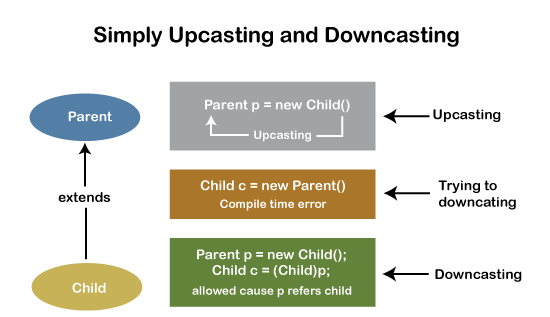 Simply Upcasting and Downcasting
Parent
extends
Child
Parent p = new Child()
Upcasting
Upcasting
Child c = new Parent()
Compile time error
Trying to
downcating
Parent p = new Child();
Child c = (Child)p;
allowed cause p refers child
Downcasting